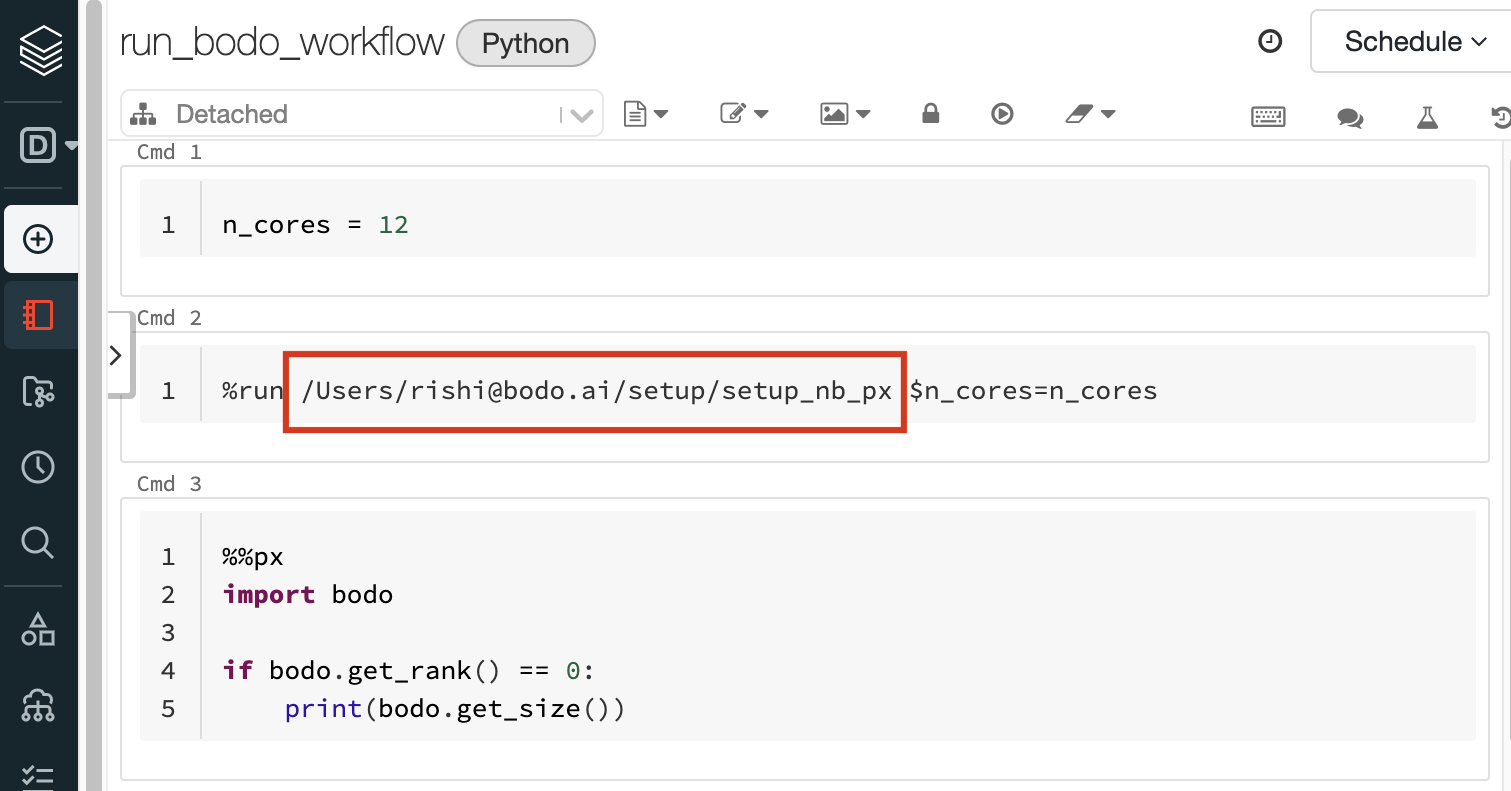 run_bodo_workflow Python
Schedule
Detached
D
Cmd 1
1 n_cores = 12
Cmd 2
1 %run /Users/rishi@bodo.ai/setup/setup_nb_px $n_cores=n_cores
Cmd 3
1 %%px
2 import bodo
3
4 if bodo.get_rank() == 0:
5     print(bodo.get_size())